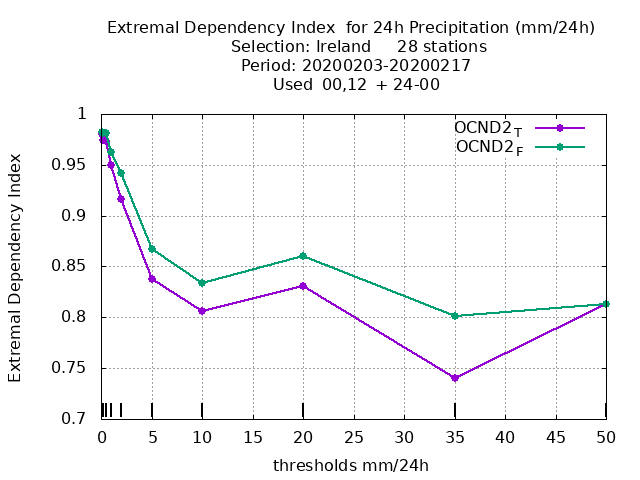 Extremal Dependency Index  for 24h Precipitation (mm/24h)
Selection: Ireland     28 stations
Period: 20200203-20200217
Used  00,12  + 24-00
OCND2T
OCND2F
Extremal Dependency Index
1
0.95
0.9
0.85
0.8
0.75
0.7
0 5 10 15 20 25 30 35 40 45 50
thresholds mm/24h